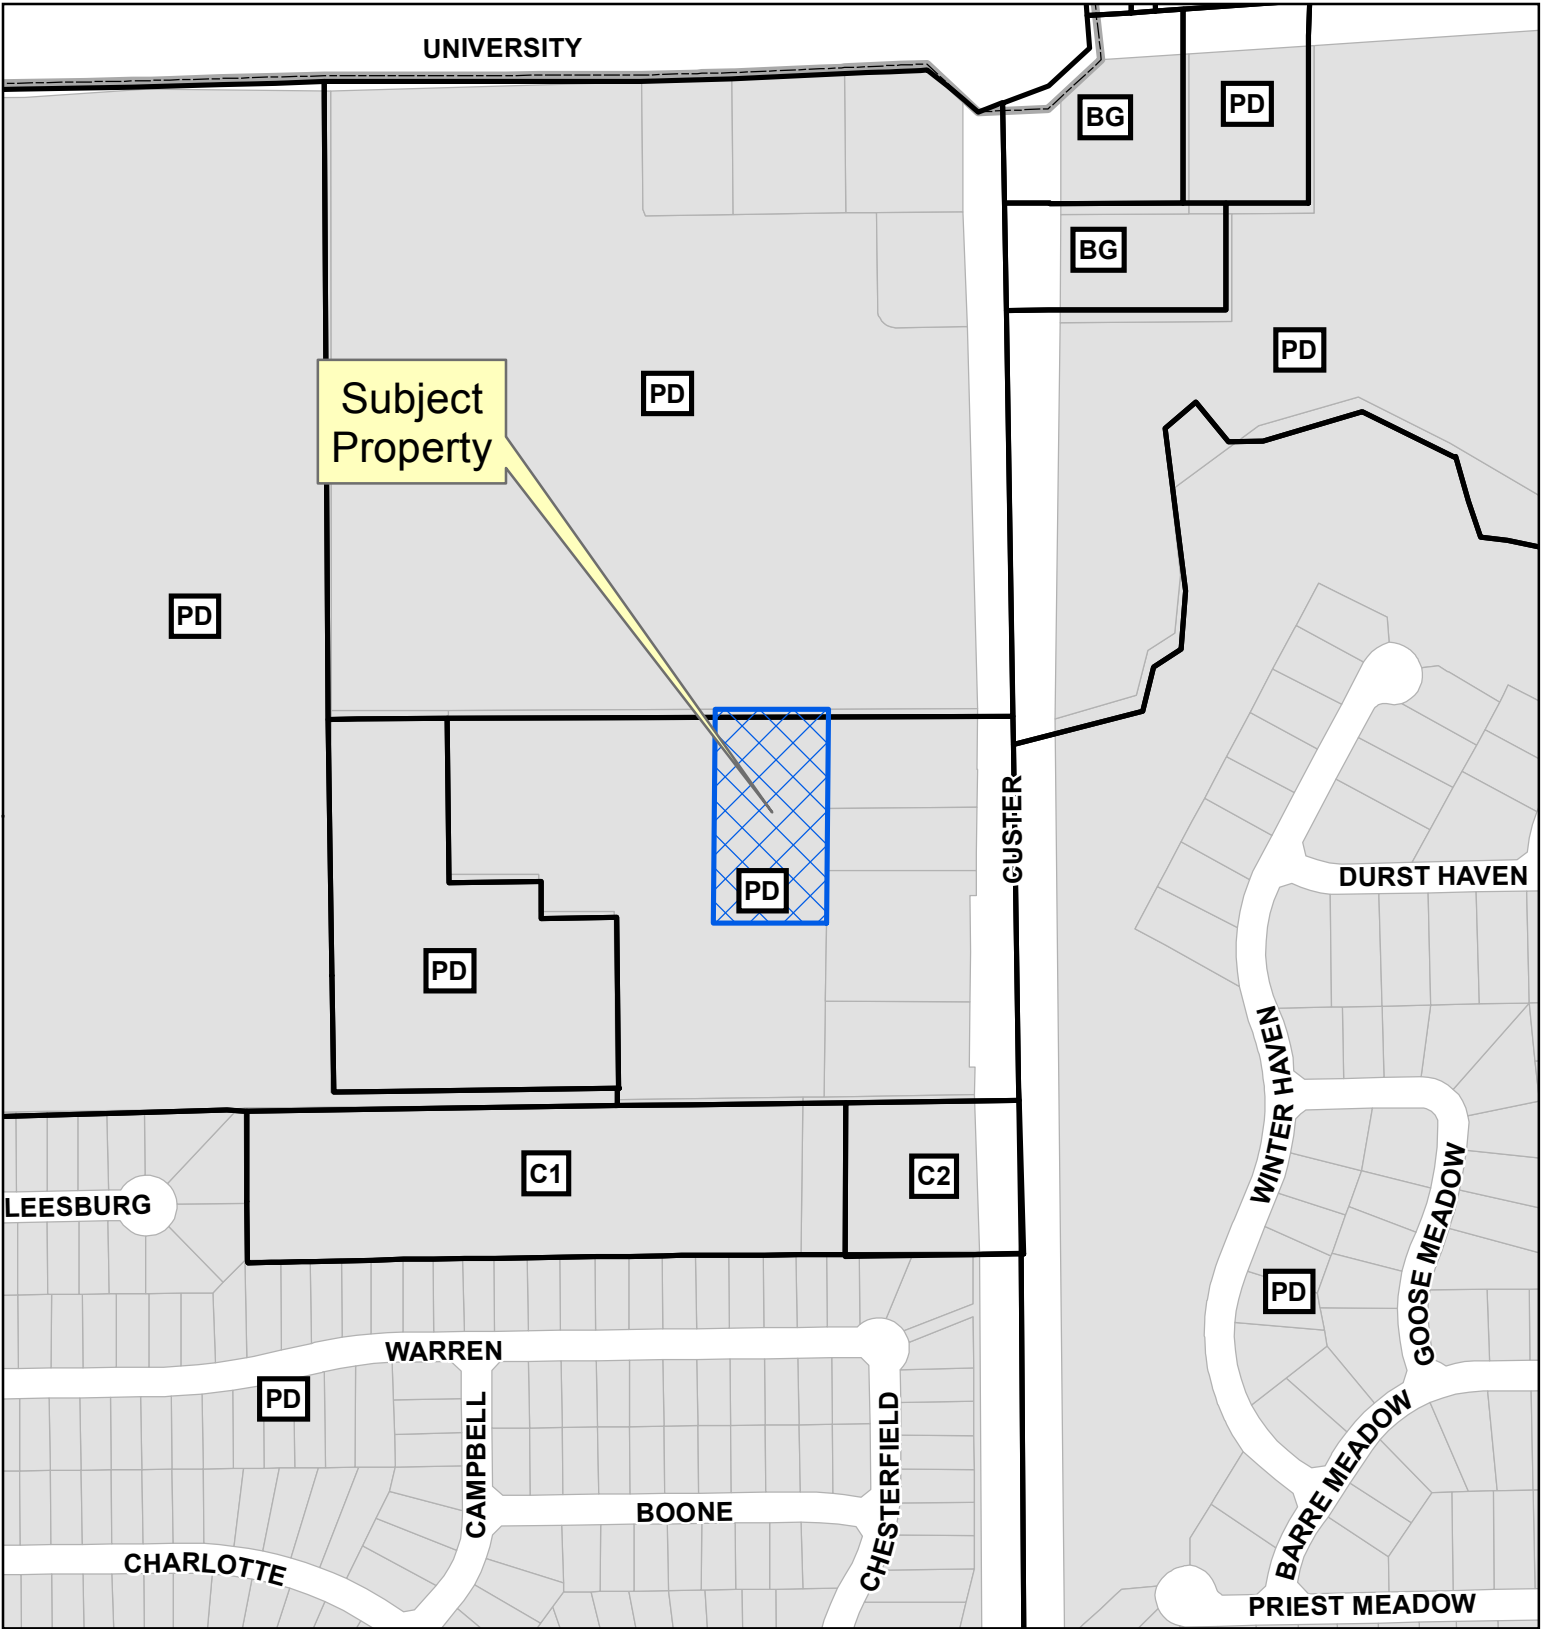 UNIVERSITY
BG
PD
BG
PD
PD
Subject
Property
PD
CUSTER
DURST HAVEN
PD
PD
WINTER HAVEN
GOOSE MEADOW
C1
C2
LEESBURG
PD
WARREN
PD
CAMPBELL
CHESTERFIELD
BARRE MEADOW
BOONE
CHARLOTTE
PRIEST MEADOW